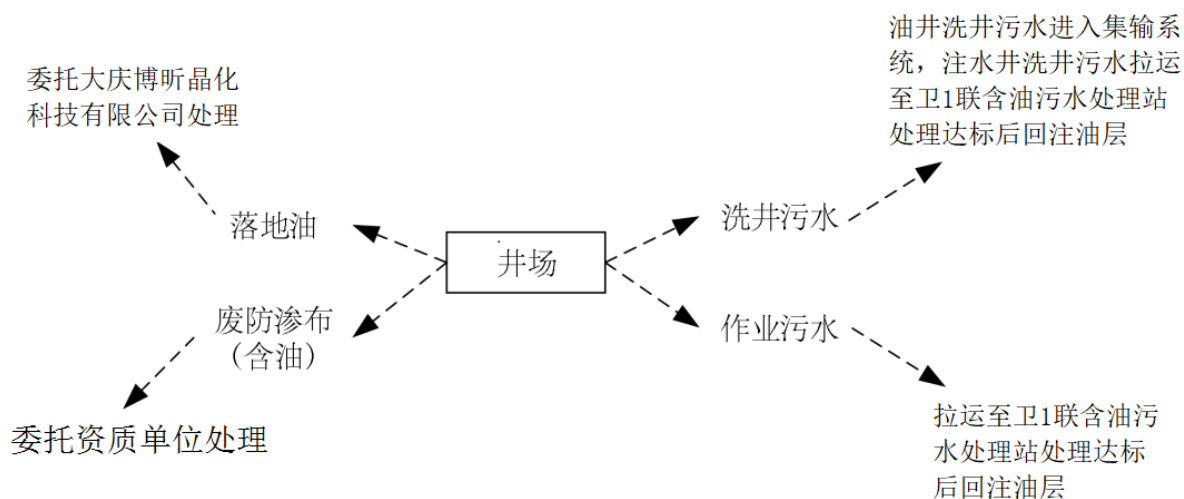 油井洗井污水进入集输系
统，注水井洗井污水拉运
至卫1联含油污水处理站
处理达标后回注油层
委托大庆博昕晶化
科技有限公司处理
落地油
洗井污水
井场
废防渗布
（含油）
作业污水
委托资质单位处理
拉运至卫1联含油污
水处理站处理达标
后回注油层